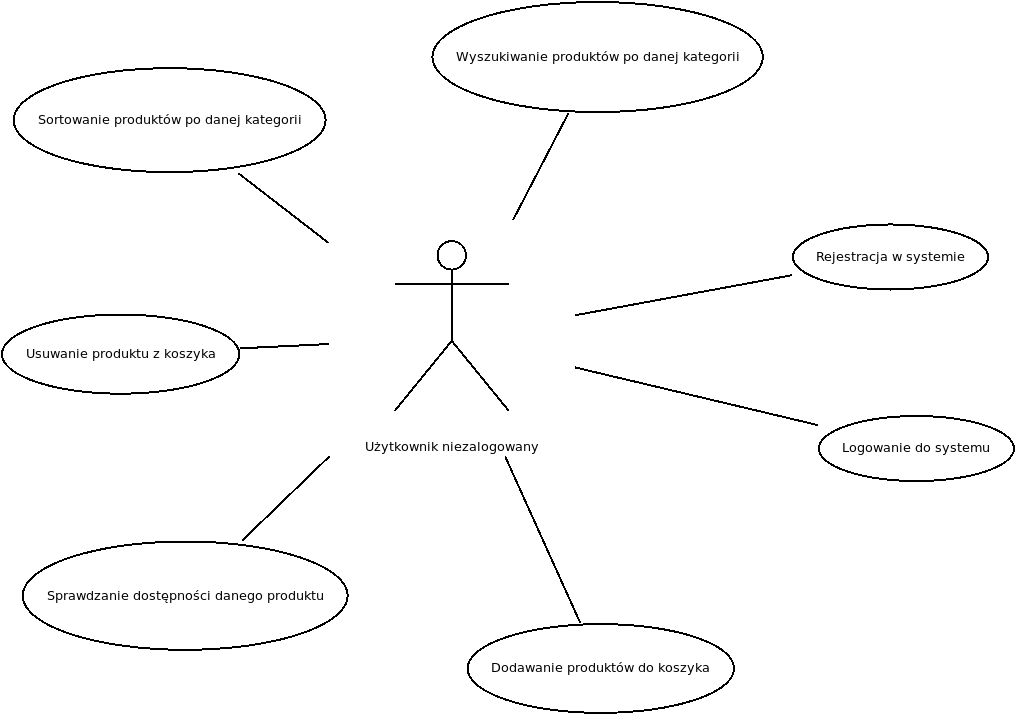 Wyszukiwanie produktów po danej kategorii
Sortowanie produktów po danej kategorii
Rejestracja w systemie
Usuwanie produktu z koszyka
Użytkownik niezalogowany
Logowanie do systemu
Sprawdzanie dostępności danego produktu
Dodawanie produktów do koszyka